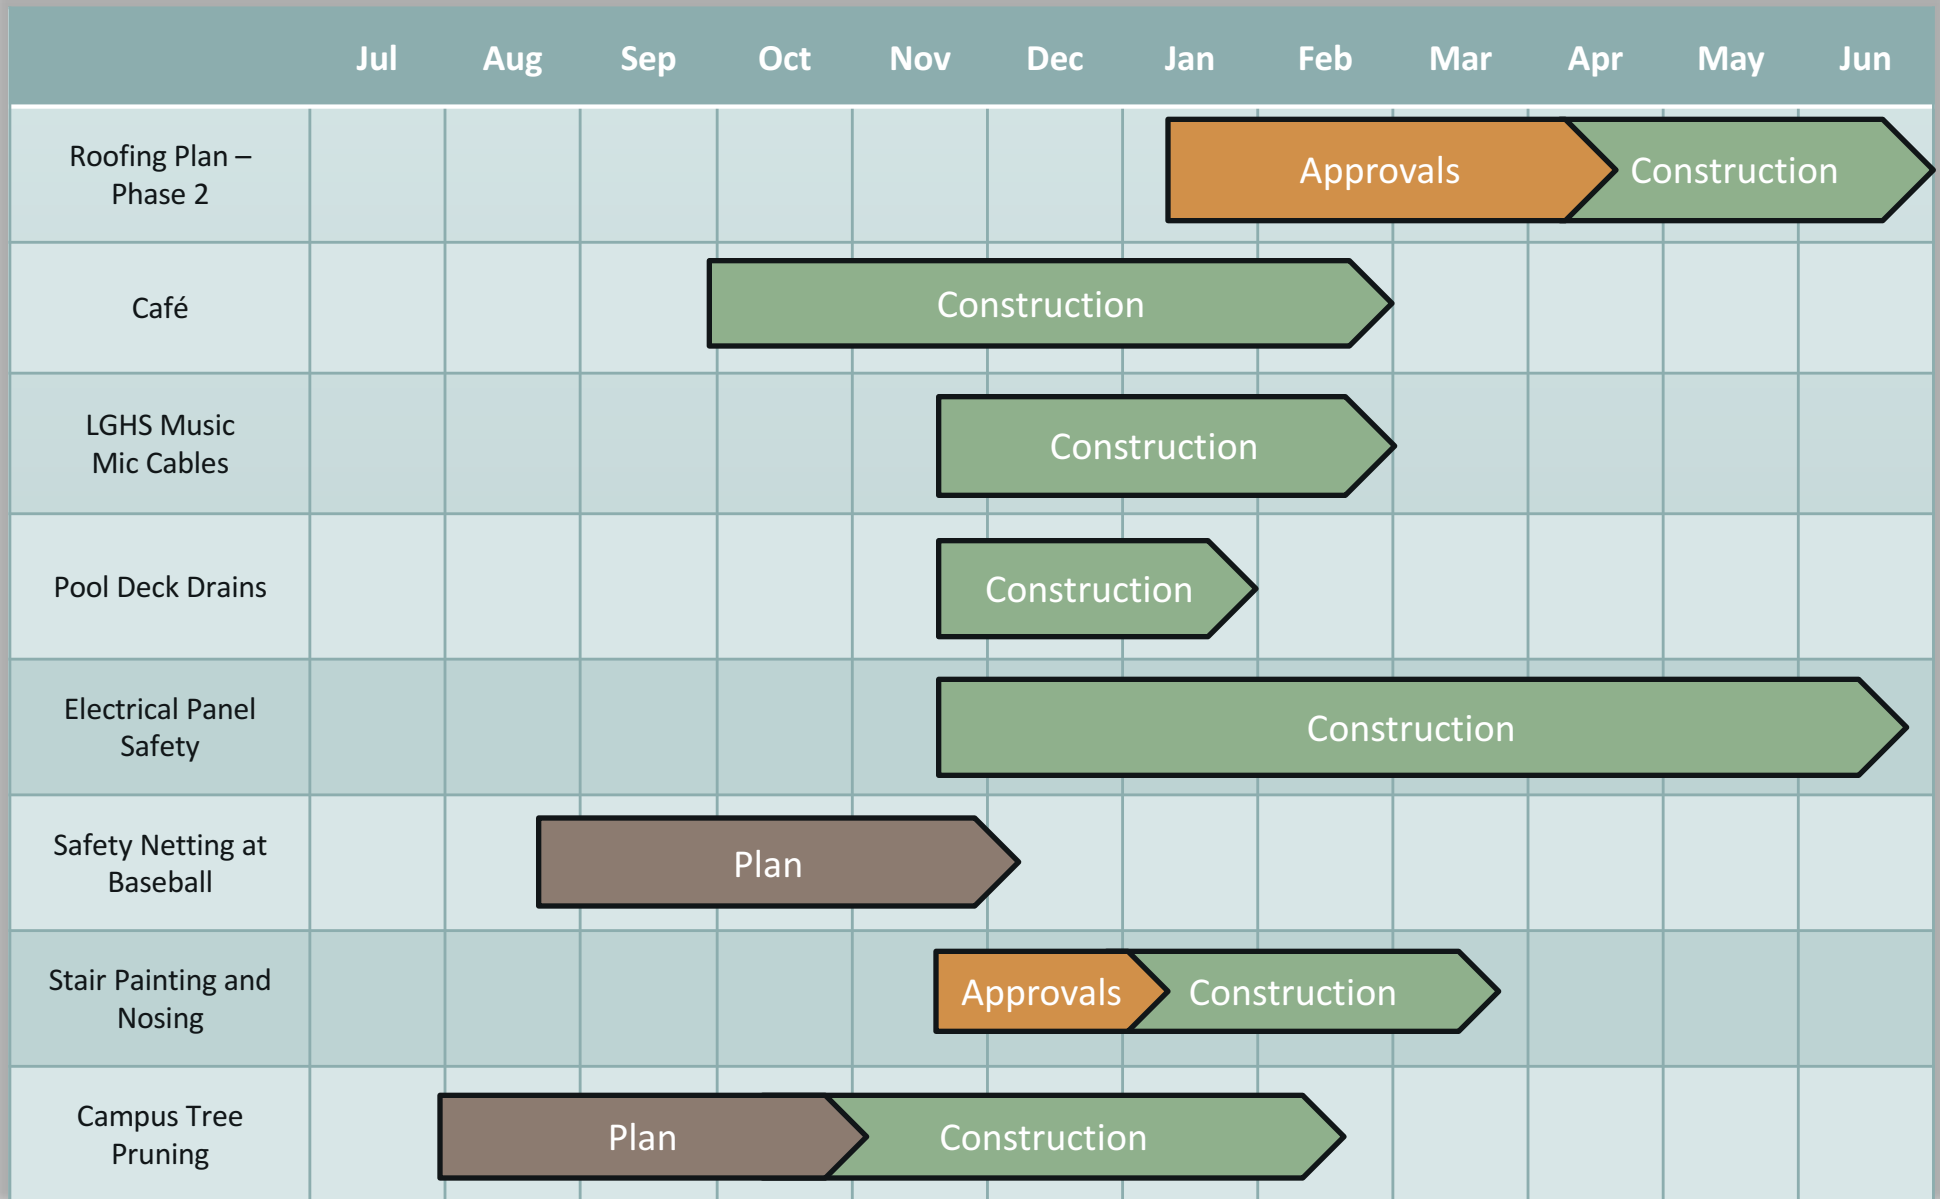 Jul Aug Sep Oct Nov Dec Jan Feb Mar Apr May Jun
Roofing Plan –
Phase 2
Approvals Construction
Café
Construction
LGHS Music
Mic Cables
Construction
Pool Deck Drains
Construction
Electrical Panel
Safety
Construction
Safety Netting at
Baseball
Plan
Stair Painting and
Nosing
Approvals Construction
Campus Tree
Pruning
Plan Construction